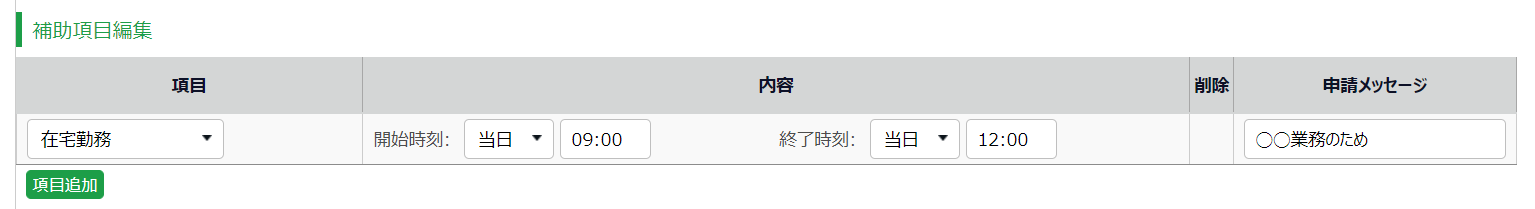 補助項目編集
項目 内容 削除 申請メッセージ
在宅勤務 開始時刻: 当日 09:00 終了時刻: 当日 12:00 〇〇業務のため
項目追加